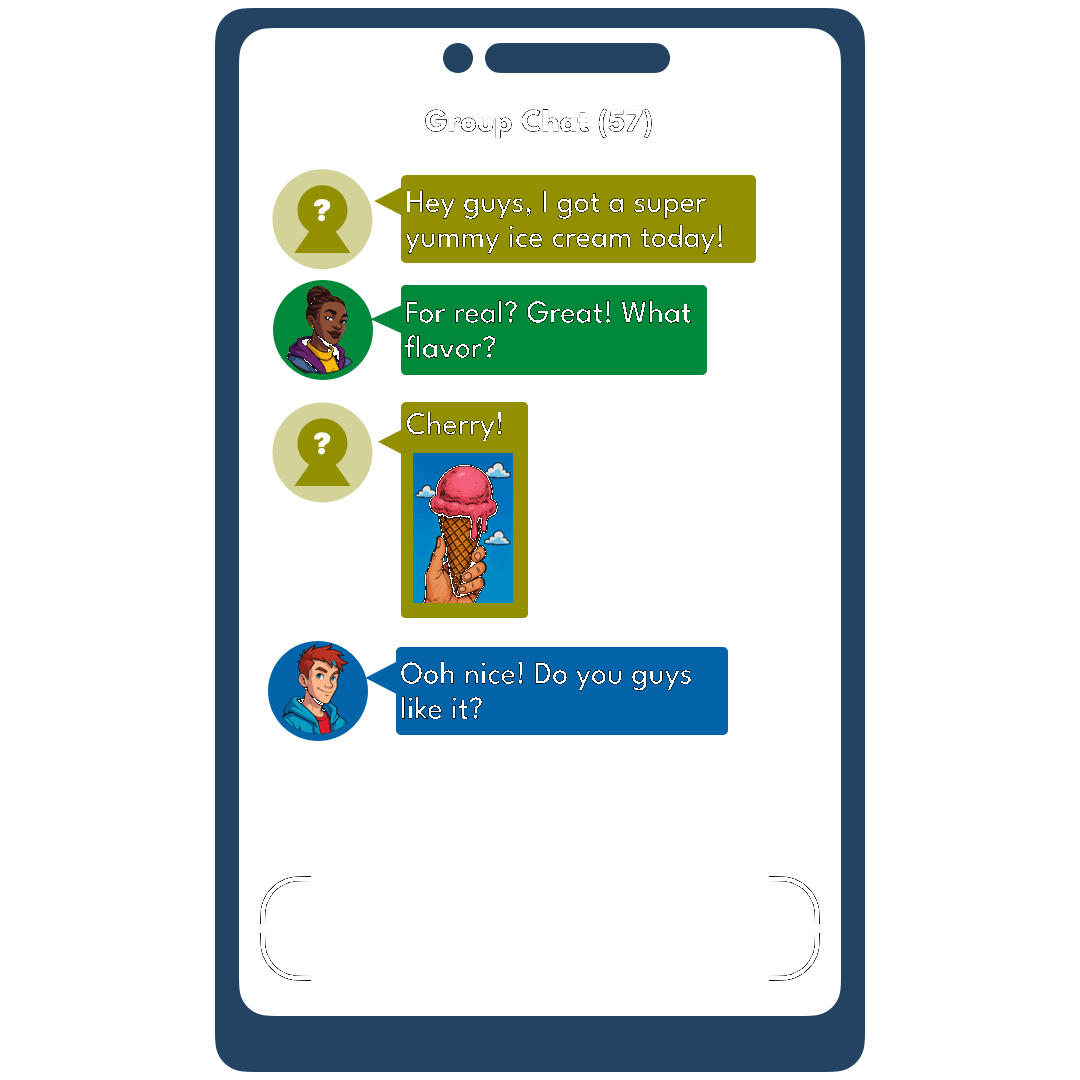 Group Chat (57)
?
Hey guys, I got a super
yummy ice cream today!
For real? Great! What
flavor?
?
Cherry!
Ooh nice! Do you guys
like it?